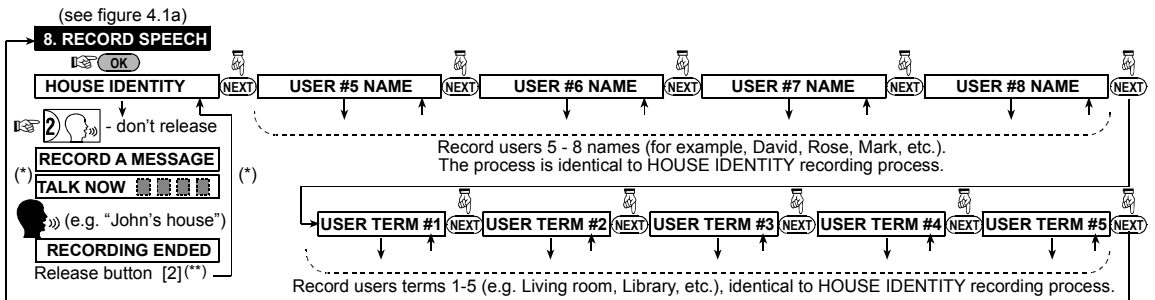 (see figure 4.1a)
8. RECORD SPEECH
OK
HOUSE IDENTITY NEXT USER #5 NAME NEXT USER #6 NAME NEXT USER #7 NAME NEXT USER #8 NAME NEXT
2 - don't release
Record users 5 - 8 names (for example, David, Rose, Mark, etc.).
The process is identical to HOUSE IDENTITY recording process.
RECORD A MESSAGE
(*) TALK NOW (*)
(e.g. “John’s house”)
RECORDING ENDED
Release button [2](**)
USER TERM #1 NEXT USER TERM #2 NEXT USER TERM #3 NEXT USER TERM #4 NEXT USER TERM #5 NEXT
Record users terms 1-5 (e.g. Living room, Library, etc.), identical to HOUSE IDENTITY recording process.